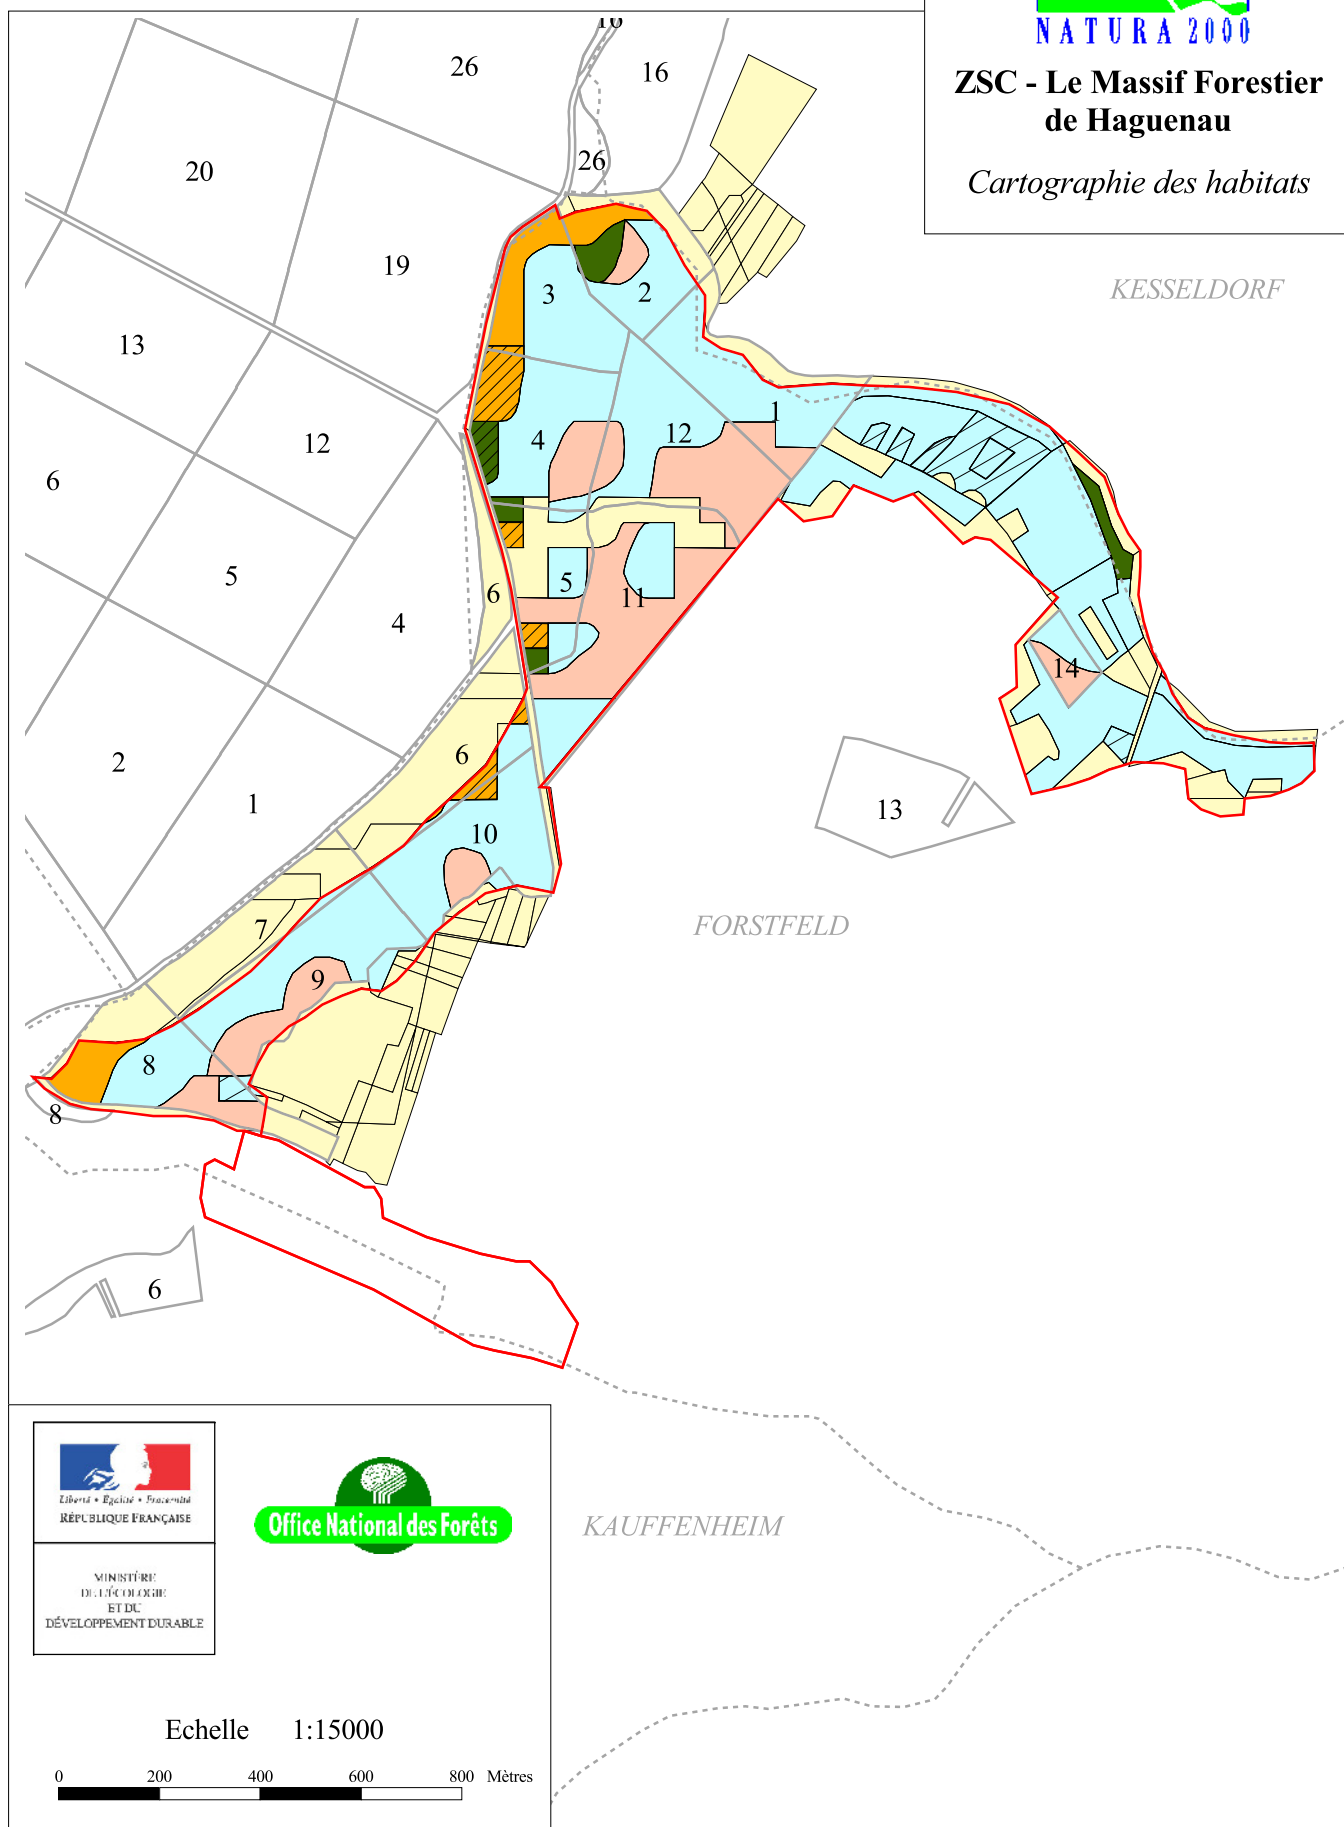 NATURA 2000
ZSC - Le Massif Forestier
de Haguenau
Cartographie des habitats
16
26
16
26
20
19
3
2
KESSELDORF
13
12
6
4
12
1
5
6
5
11
4
14
2
6
1
13
10
7
FORSTFELD
9
8
8
6
Liberté • Égalité • Fraternité
RÉPUBLIQUE FRANÇAISE
Office National des Forêts
KAUFFENHEIM
MINISTÈRE
DE L'ÉCOLOGIE
ET DU
DÉVELOPPEMENT DURABLE
Echelle 1:15000
0 200 400 600 800 Mètres